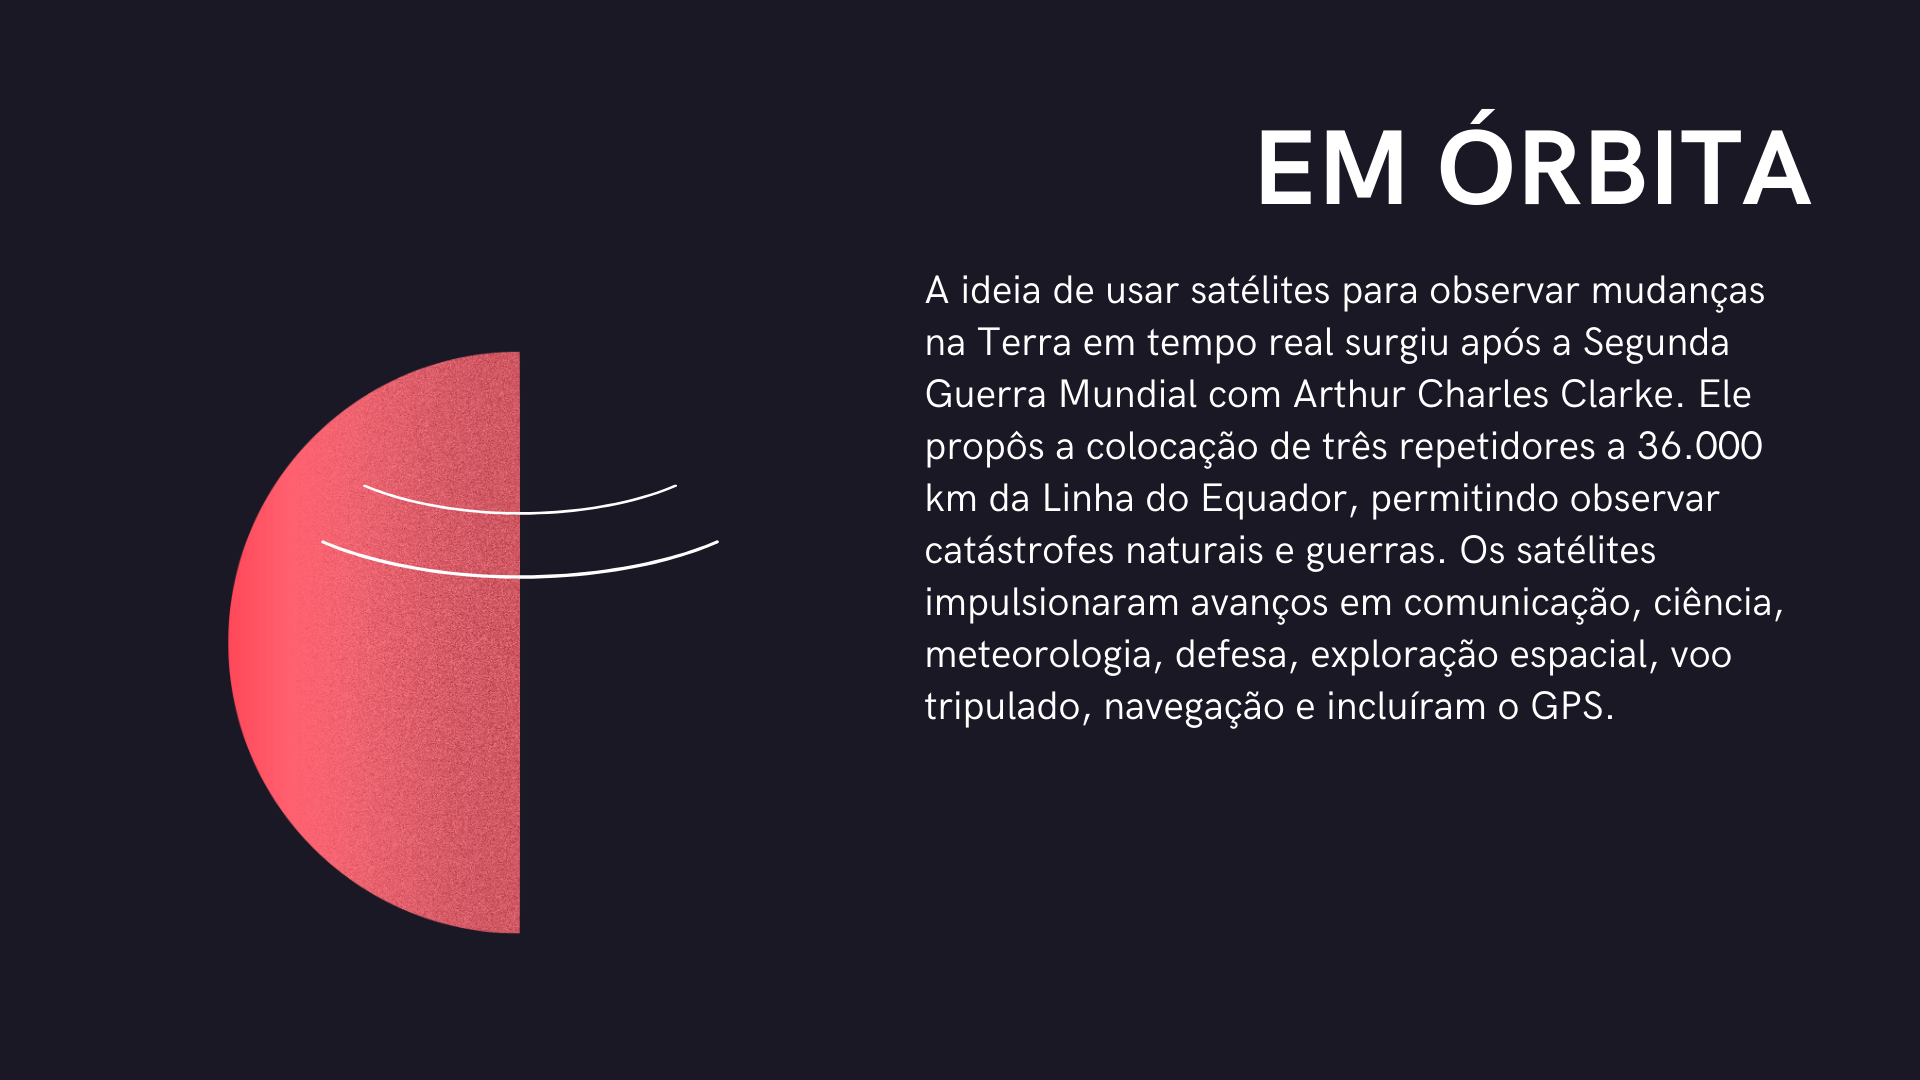 EM ÓRBITA
A ideia de usar satélites para observar mudanças
na Terra em tempo real surgiu após a Segunda
Guerra Mundial com Arthur Charles Clarke. Ele
propôs a colocação de três repetidores a 36.000
km da Linha do Equador, permitindo observar
catástrofes naturais e guerras. Os satélites
impulsionaram avanços em comunicação, ciência,
meteorologia, defesa, exploração espacial, voo
tripulado, navegação e incluíram o GPS.